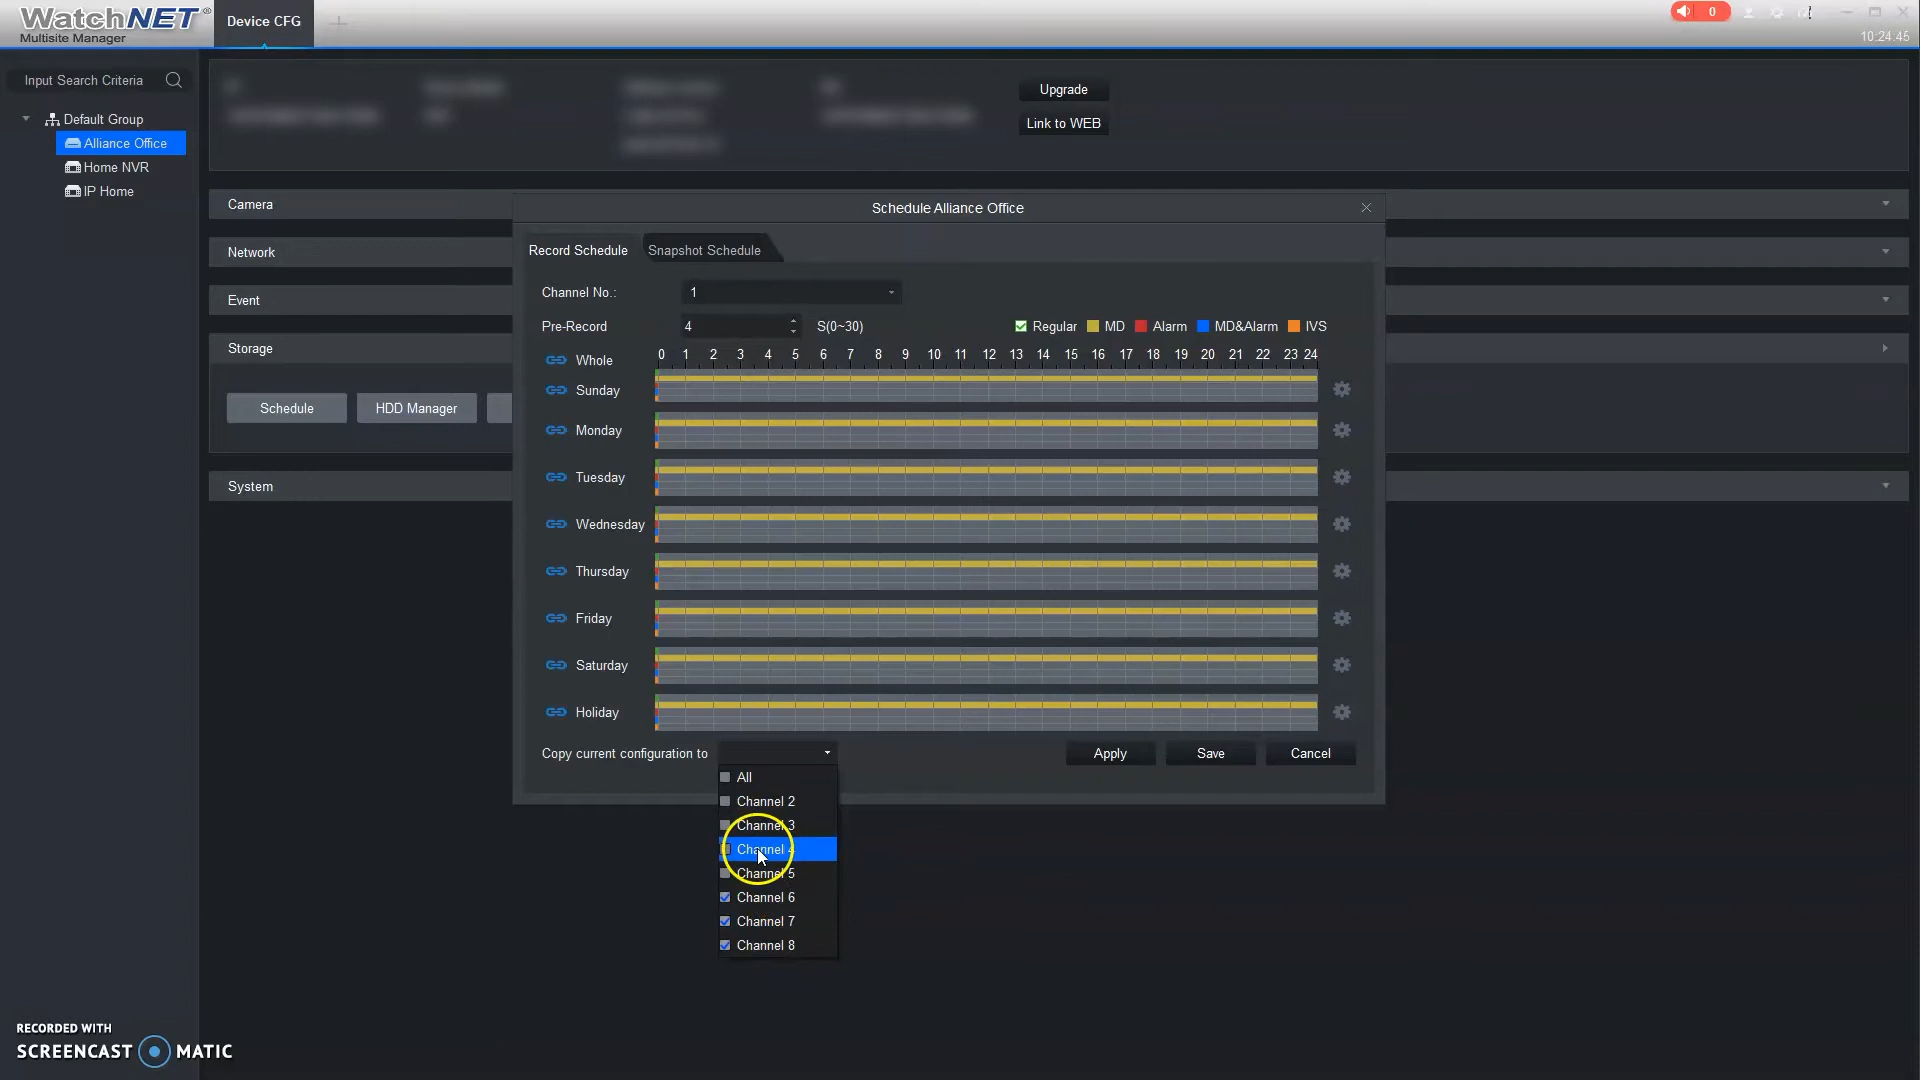 WatchNET®
Multisite Manager
Device CFG
0
10:24:45
Input Search Criteria
Default Group
Alliance Office
Home NVR
IP Home
Upgrade
Link to WEB
Camera
Network
Event
Storage
Schedule
HDD Manager
System
Schedule Alliance Office
Record Schedule
Snapshot Schedule
Channel No.:
1
Pre-Record
4
S(0~30)
Regular
MD
Alarm
MD&Alarm
IVS
Whole
0 1 2 3 4 5 6 7 8 9 10 11 12 13 14 15 16 17 18 19 20 21 22 23 24
Sunday
Monday
Tuesday
Wednesday
Thursday
Friday
Saturday
Holiday
Copy current configuration to
Apply
Save
Cancel
All
Channel 2
Channel 3
Channel 4
Channel 5
Channel 6
Channel 7
Channel 8
RECORDED WITH
SCREENCAST MATIC